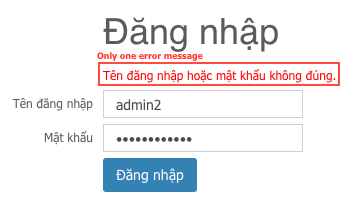 Đăng nhập
Only one error message
Tên đăng nhập hoặc mật khẩu không đúng.
Tên đăng nhập
admin2
Mật khẩu
••••••••••••
Đăng nhập